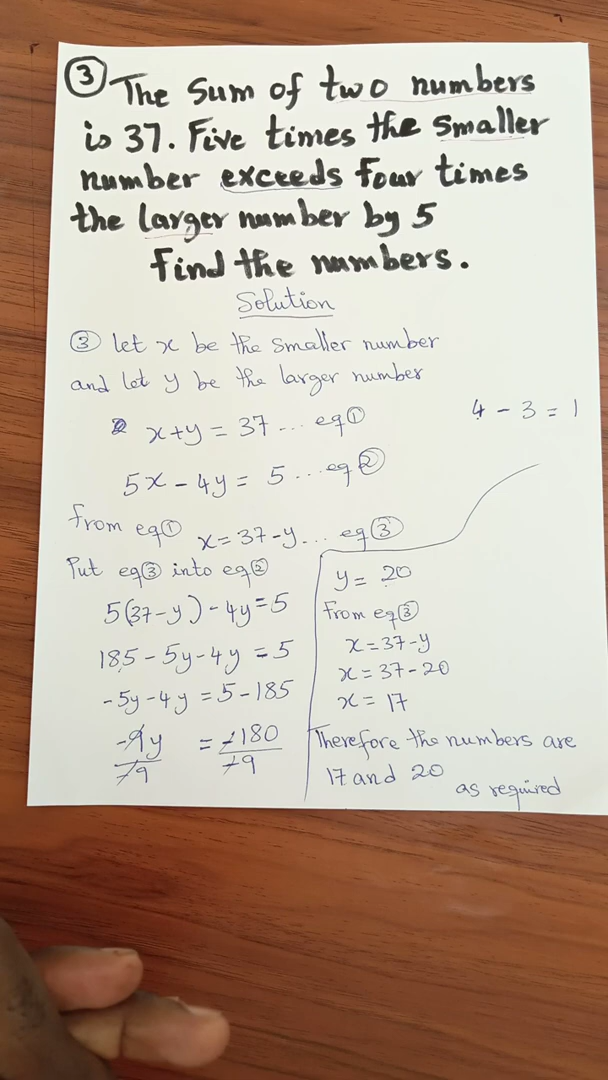 ③ The Sum of two numbers
is 37. Five times the smaller
number exceeds four times
the larger number by 5
Find the numbers.
Solution
③ let x be the smaller number
and let y be the larger number
x+y = 37 ... eq①
4 - 3 = 1
5x - 4y = 5 ... eq②
from eq① x = 37-y... eq③
Put eq③ into eq②
5(37-y) - 4y = 5
185 - 5y - 4y = 5
-5y - 4y = 5 - 185
-9y = -180
-9 -9
y = 20
from eq③
x = 37-y
x = 37-20
x = 17
Therefore the numbers are
17 and 20
as required